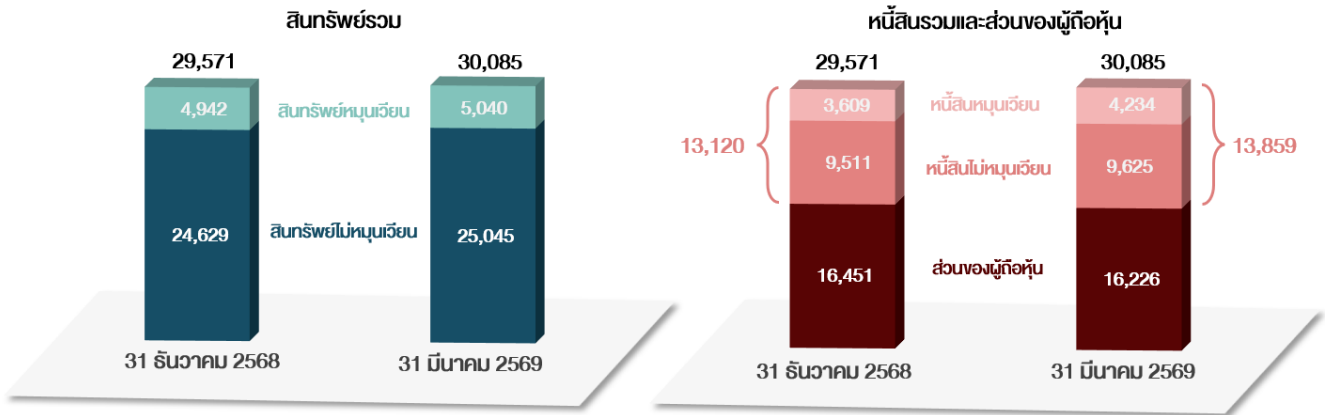 สินทรัพย์รวม
29,571
30,085
4,942
สินทรัพย์หมุนเวียน
5,040
24,629
สินทรัพย์ไม่หมุนเวียน
25,045
31 ธันวาคม 2568
31 มีนาคม 2569
หนี้สินรวมและส่วนของผู้ถือหุ้น
29,571
30,085
3,609
หนี้สินหมุนเวียน
4,234
13,120
9,511
หนี้สินไม่หมุนเวียน
9,625
13,859
16,451
ส่วนของผู้ถือหุ้น
16,226
31 ธันวาคม 2568
31 มีนาคม 2569